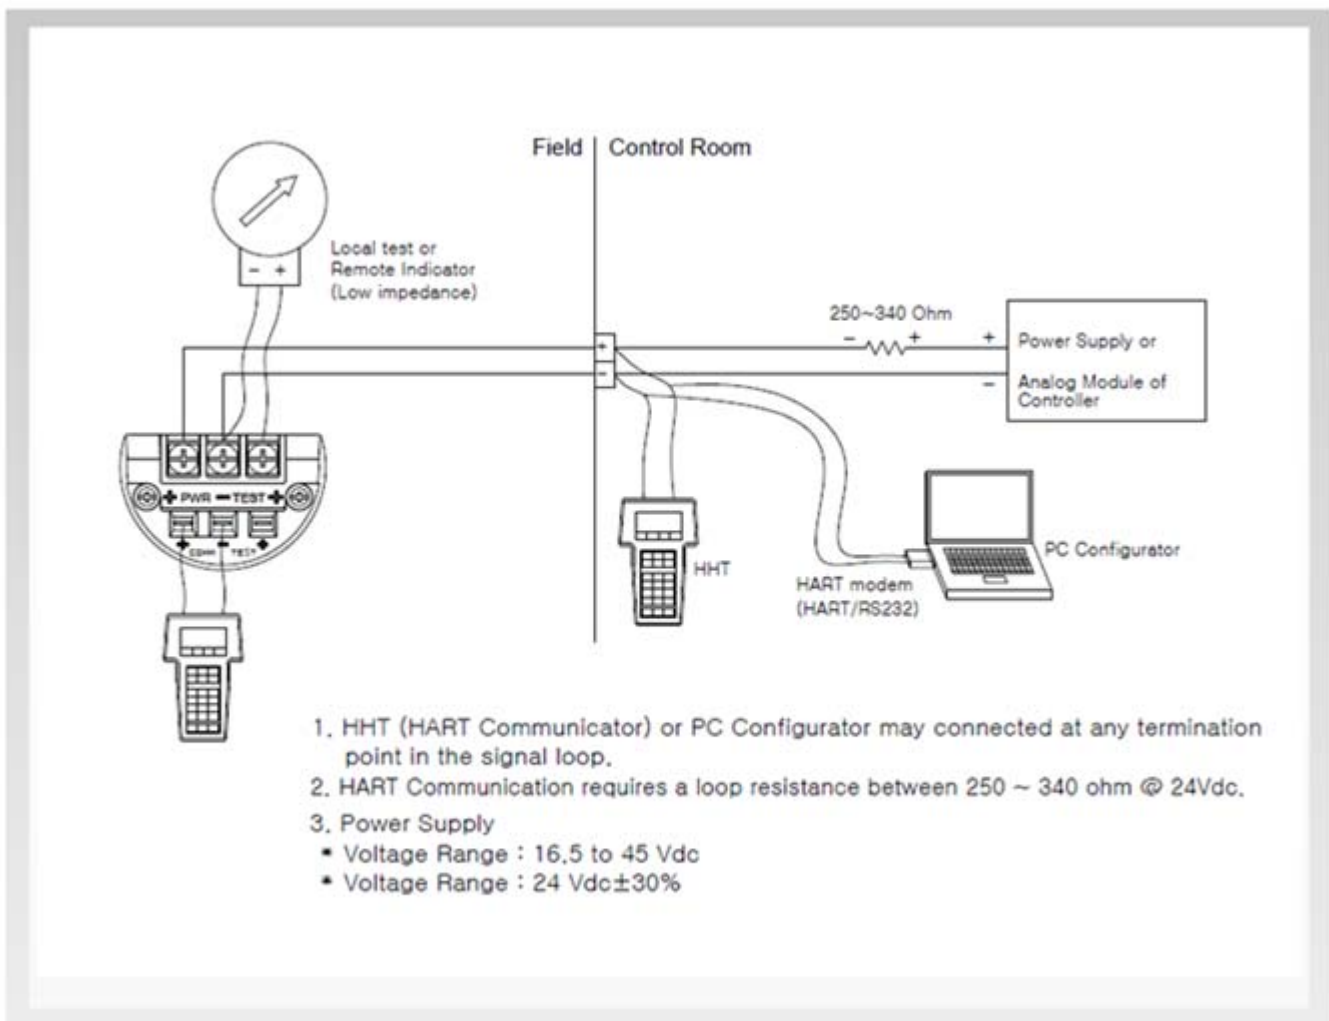 Field Control Room
Local test or
Remote Indicator
(Low impedance)
- +
250~340 Ohm
- +
+ Power Supply or
- Analog Module of
Controller
+
-
+ PWR - TEST +
+ COMM - TEST +
HHT
HART modem
(HART/RS232)
PC Configurator
1. HHT (HART Communicator) or PC Configurator may connected at any termination
point in the signal loop.
2. HART Communication requires a loop resistance between 250 ~ 340 ohm @ 24Vdc.
3. Power Supply
* Voltage Range : 16.5 to 45 Vdc
* Voltage Range : 24 Vdc±30%